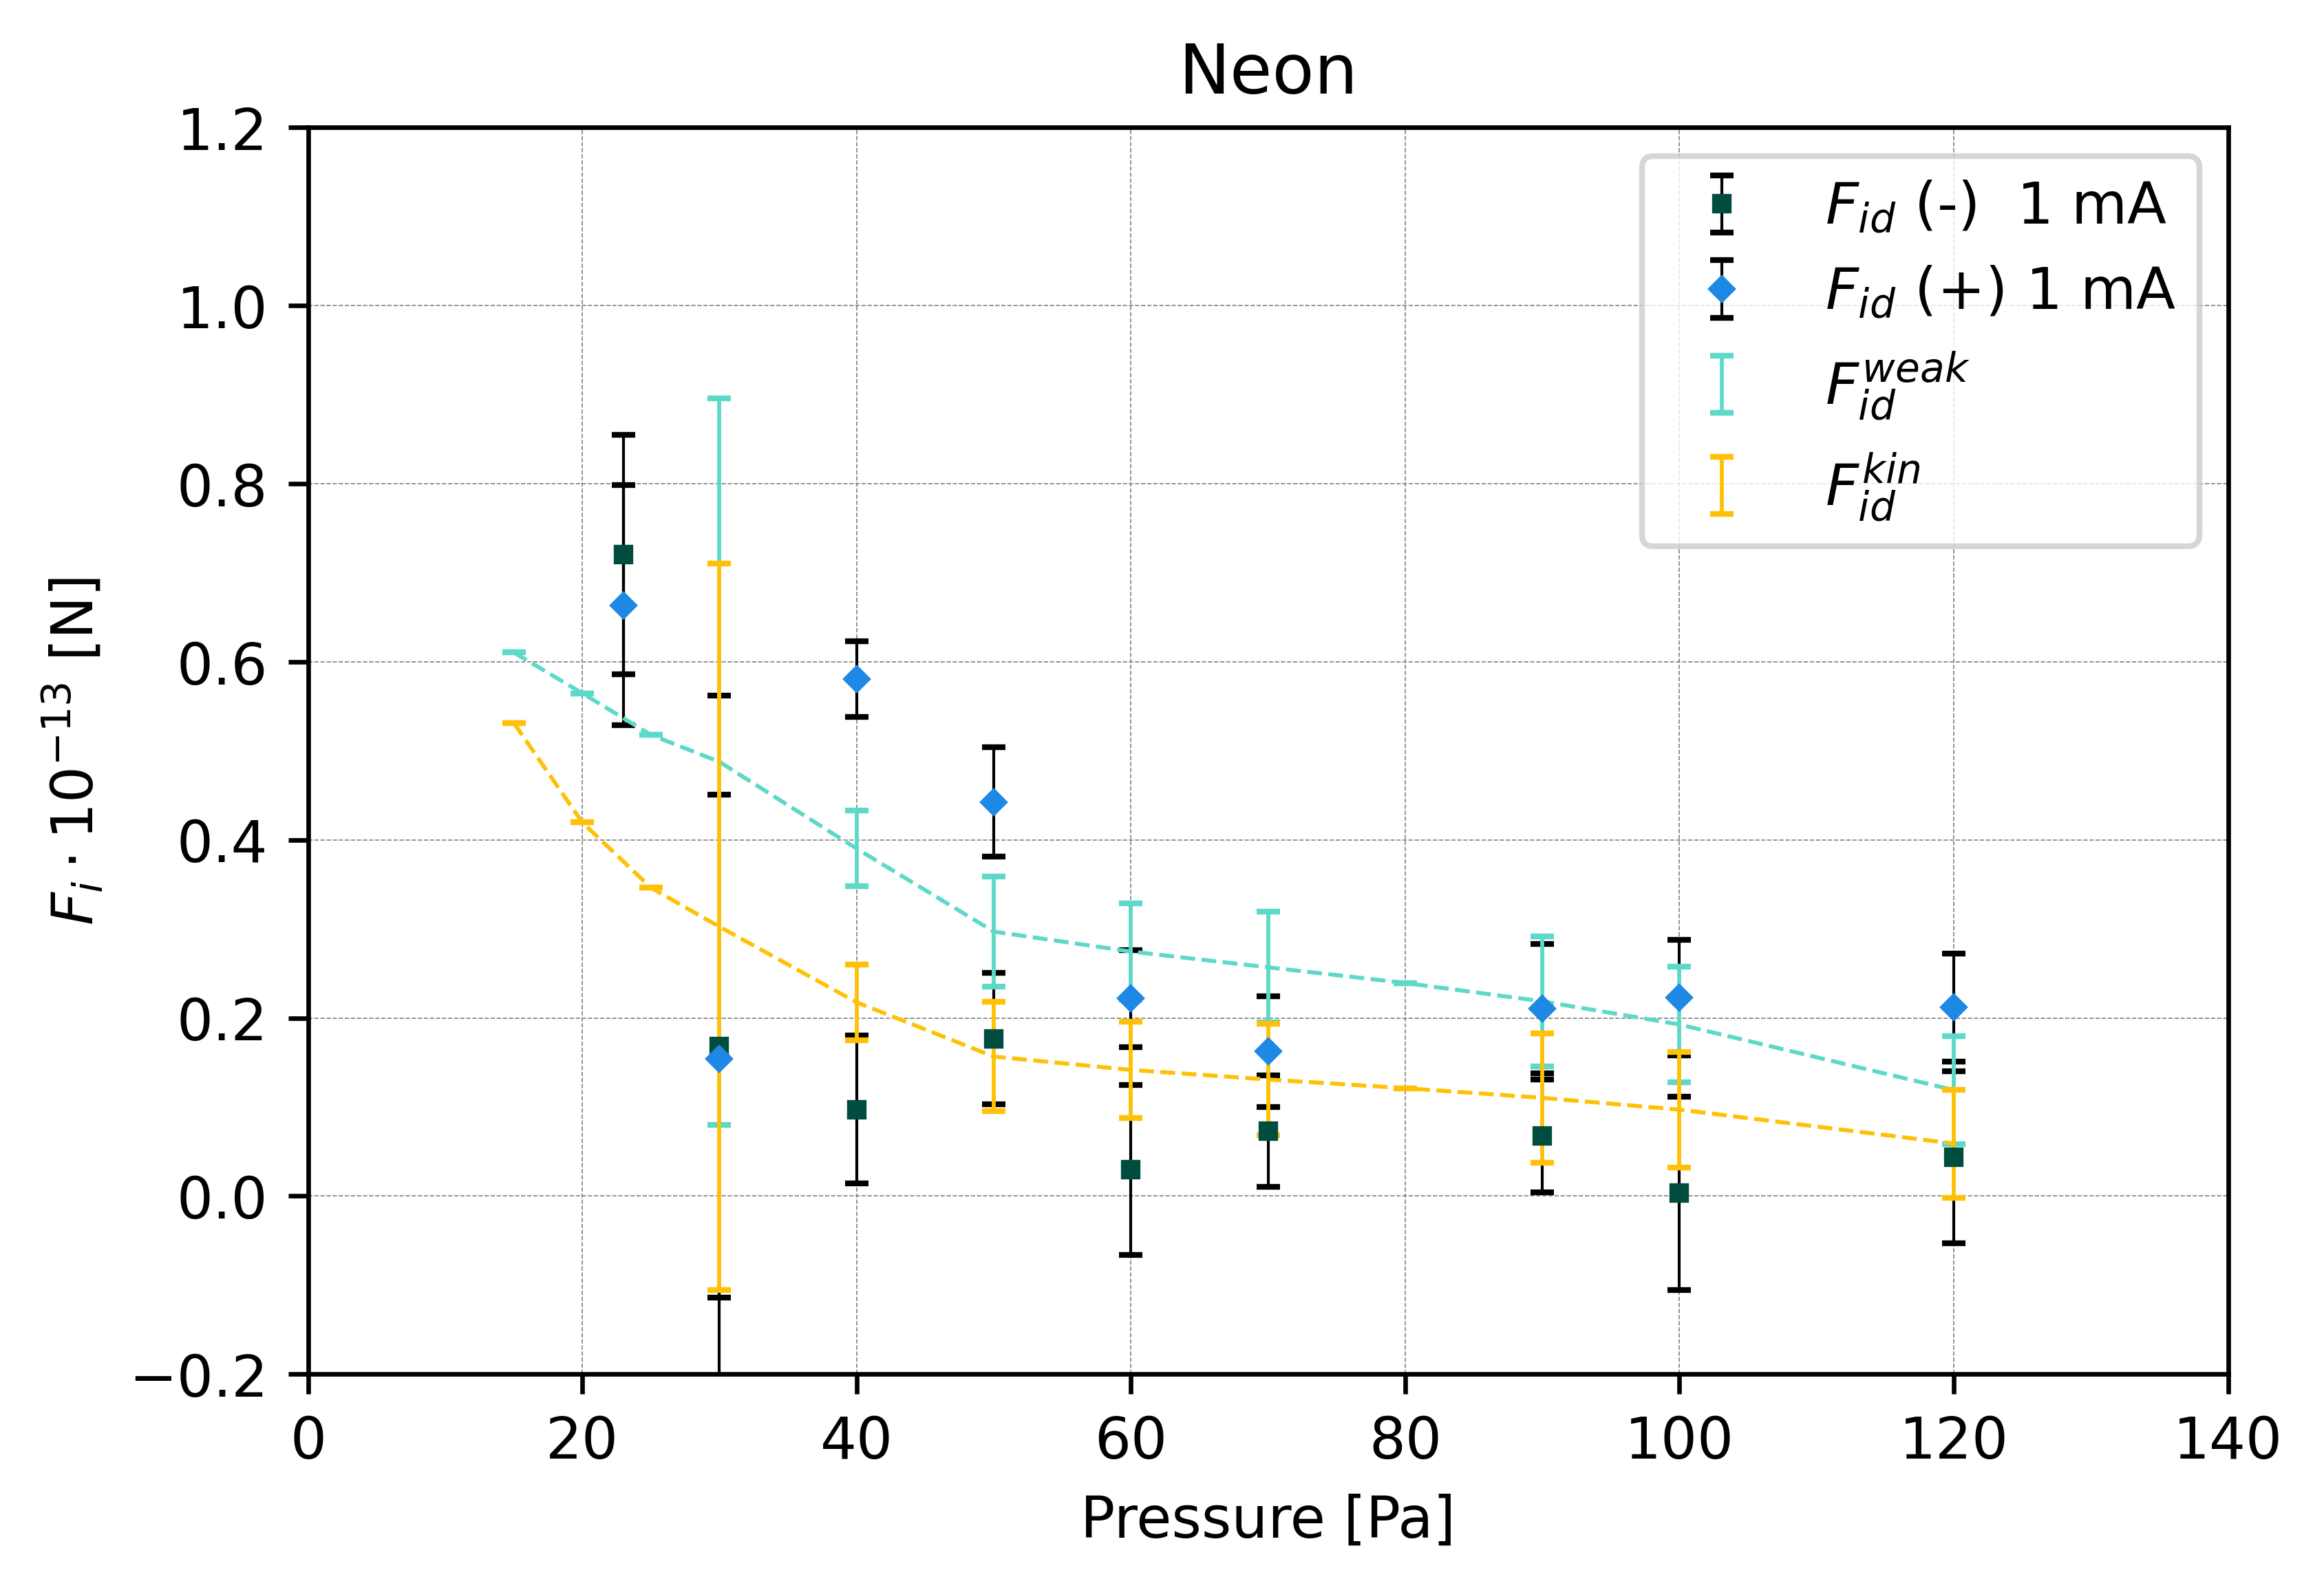 Neon
1.2
1.0
0.8
0.6
0.4
0.2
0.0
−0.2
0
20
40
60
80
100
120
140
Pressure [Pa]
F_i · 10^−13 [N]
F_id (-)  1 mA
F_id (+) 1 mA
F_id^weak
F_id^kin